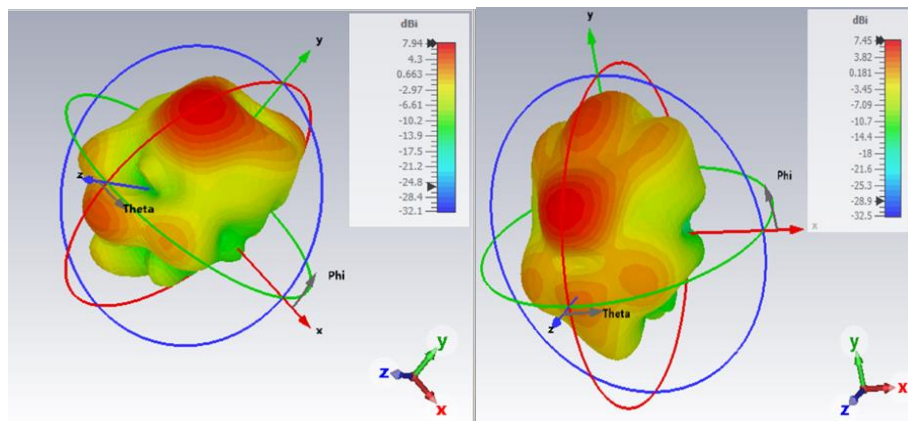 dBi
7.94
4.3
0.663
-2.97
-6.61
-10.2
-13.9
-17.5
-21.2
-24.8
-28.4
-32.1
y
z
Theta
Phi
x
y
z
x
dBi
7.45
3.82
0.181
-3.45
-7.09
-10.7
-14.4
-18
-21.6
-25.3
-28.9
-32.5
y
Phi
x
Theta
z
y
x
z